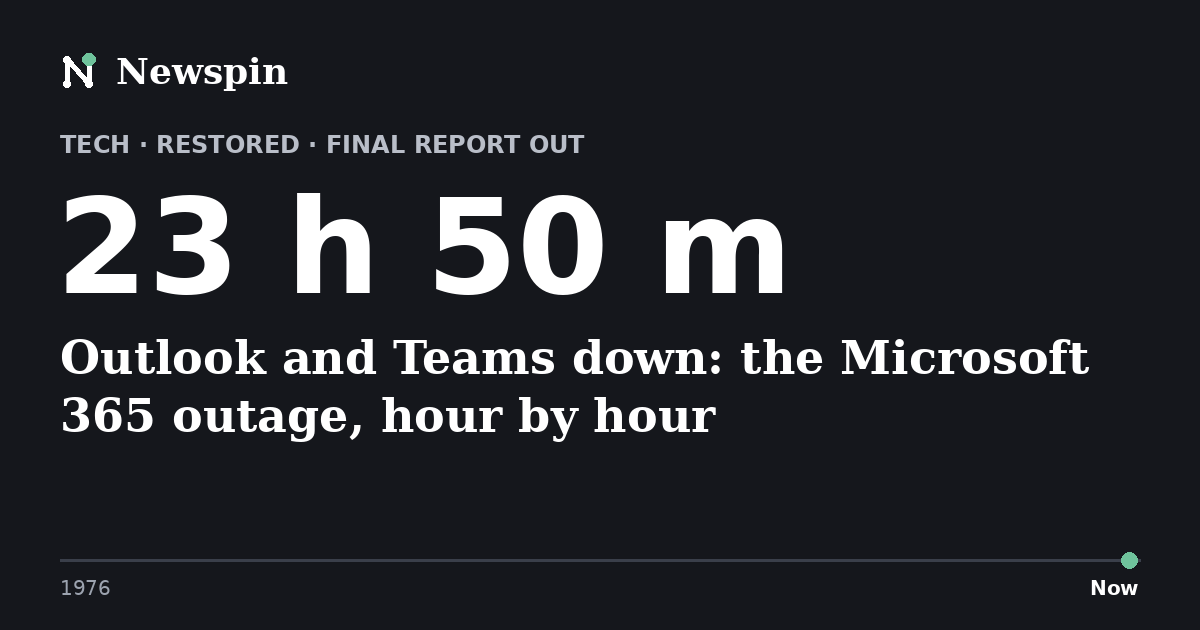 Newspin
TECH · RESTORED · FINAL REPORT OUT
23 h 50 m
Outlook and Teams down: the Microsoft
365 outage, hour by hour
1976
Now